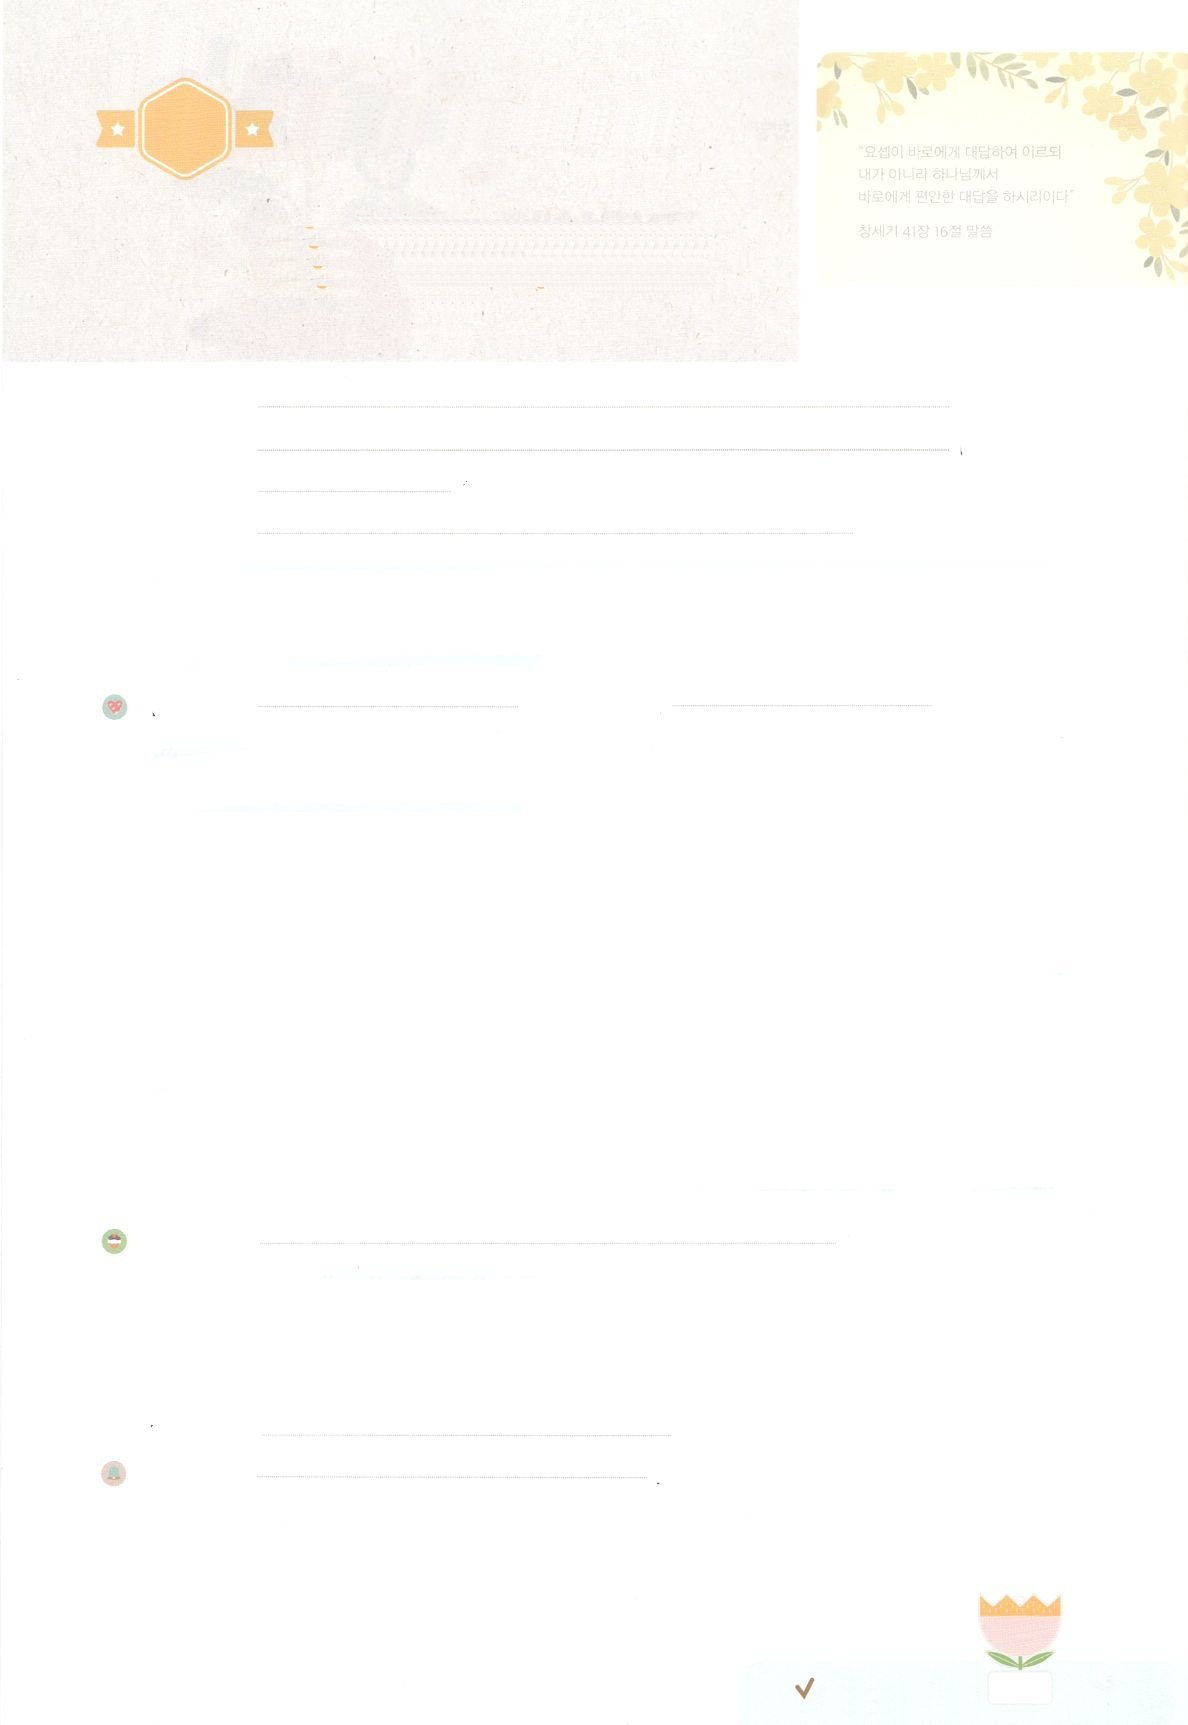 "요셉이 바로에게 대답하여 이르되
내가 아니라 하나님께서
바로에게 편안한 대답을 하시리이다"
창세기 41장 16절 말씀